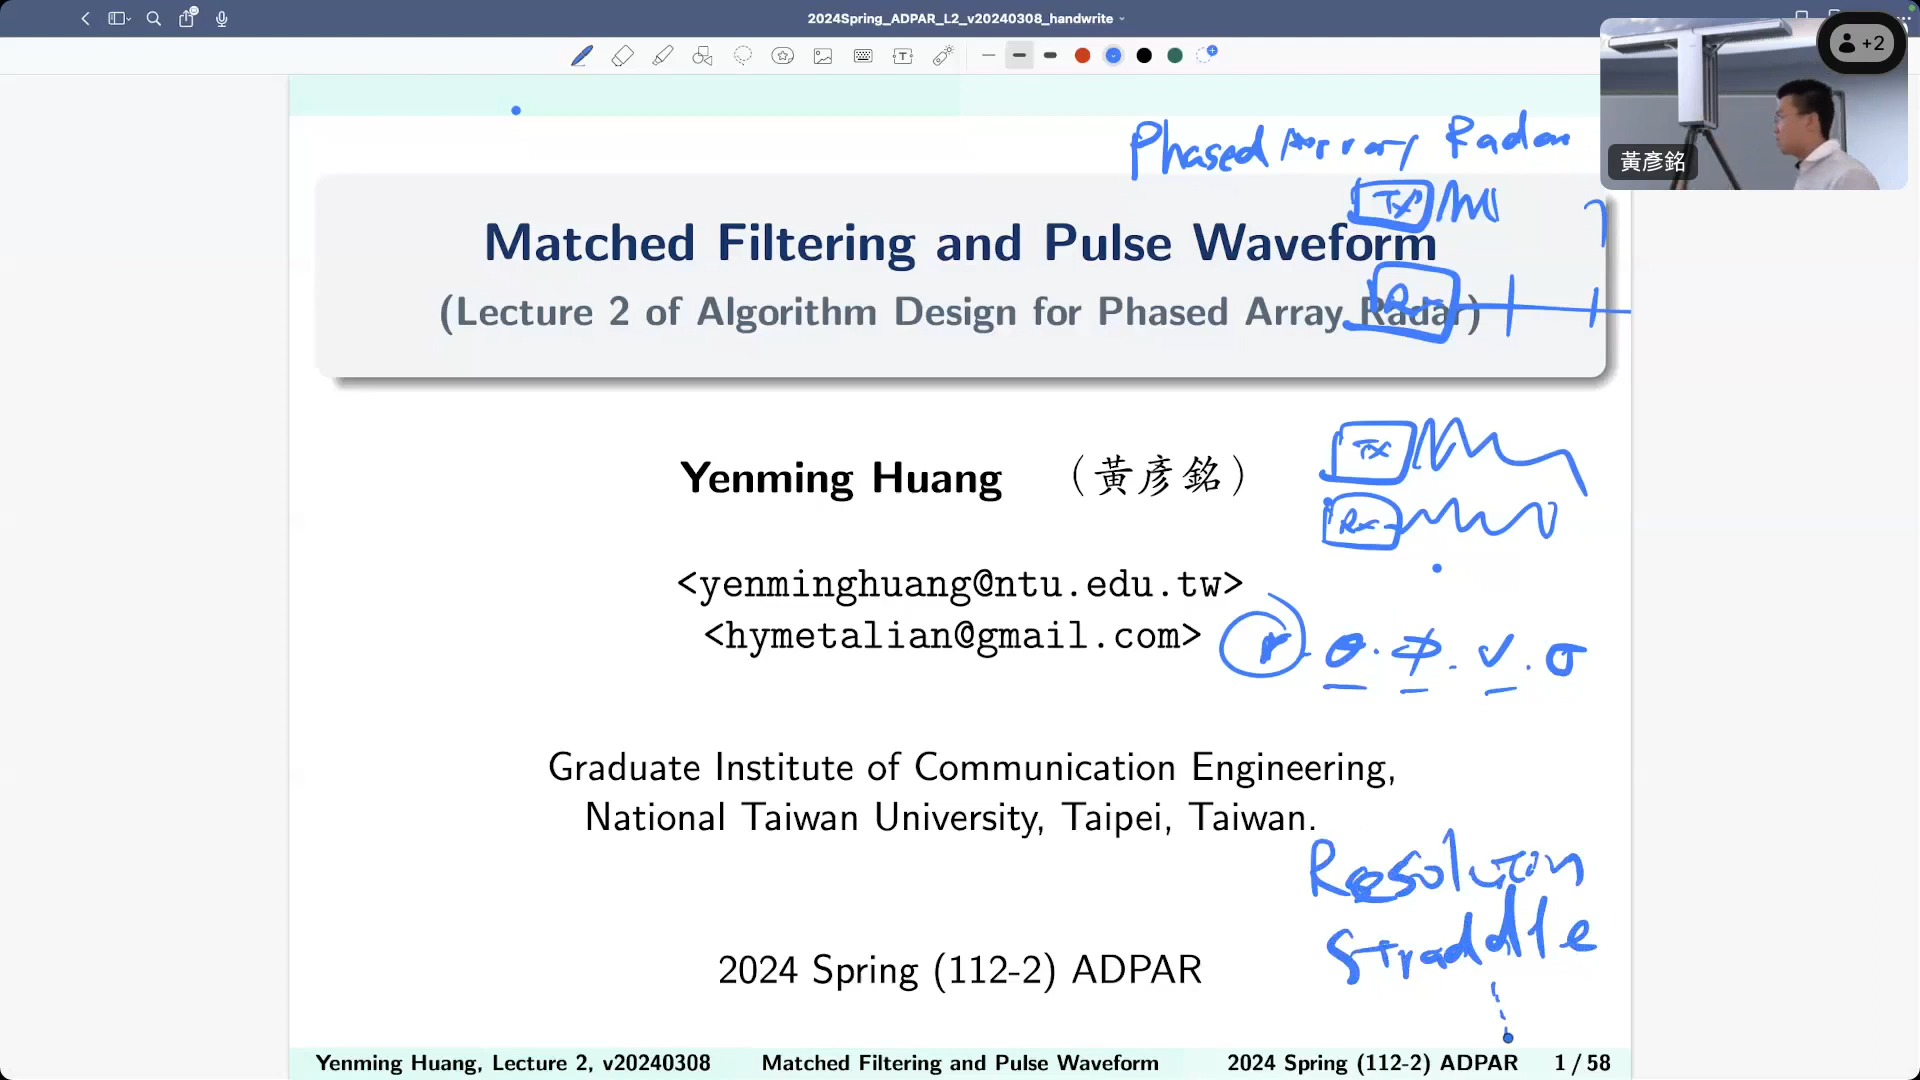 2024Spring_ADPAR_L2_v20240308_handwrite
+2
黃彥銘
Phased Array Radar
Tx
Matched Filtering and Pulse Waveform
Rx
(Lecture 2 of Algorithm Design for Phased Array Radar)
Tx
Yenming Huang （黃彥銘）
Rx
<yenminghuang@ntu.edu.tw>
<hymetalian@gmail.com>
r . θ . φ . v . σ
Graduate Institute of Communication Engineering,
National Taiwan University, Taipei, Taiwan.
Resolution
Straddle
2024 Spring (112-2) ADPAR
Yenming Huang, Lecture 2, v20240308 Matched Filtering and Pulse Waveform 2024 Spring (112-2) ADPAR 1 / 58